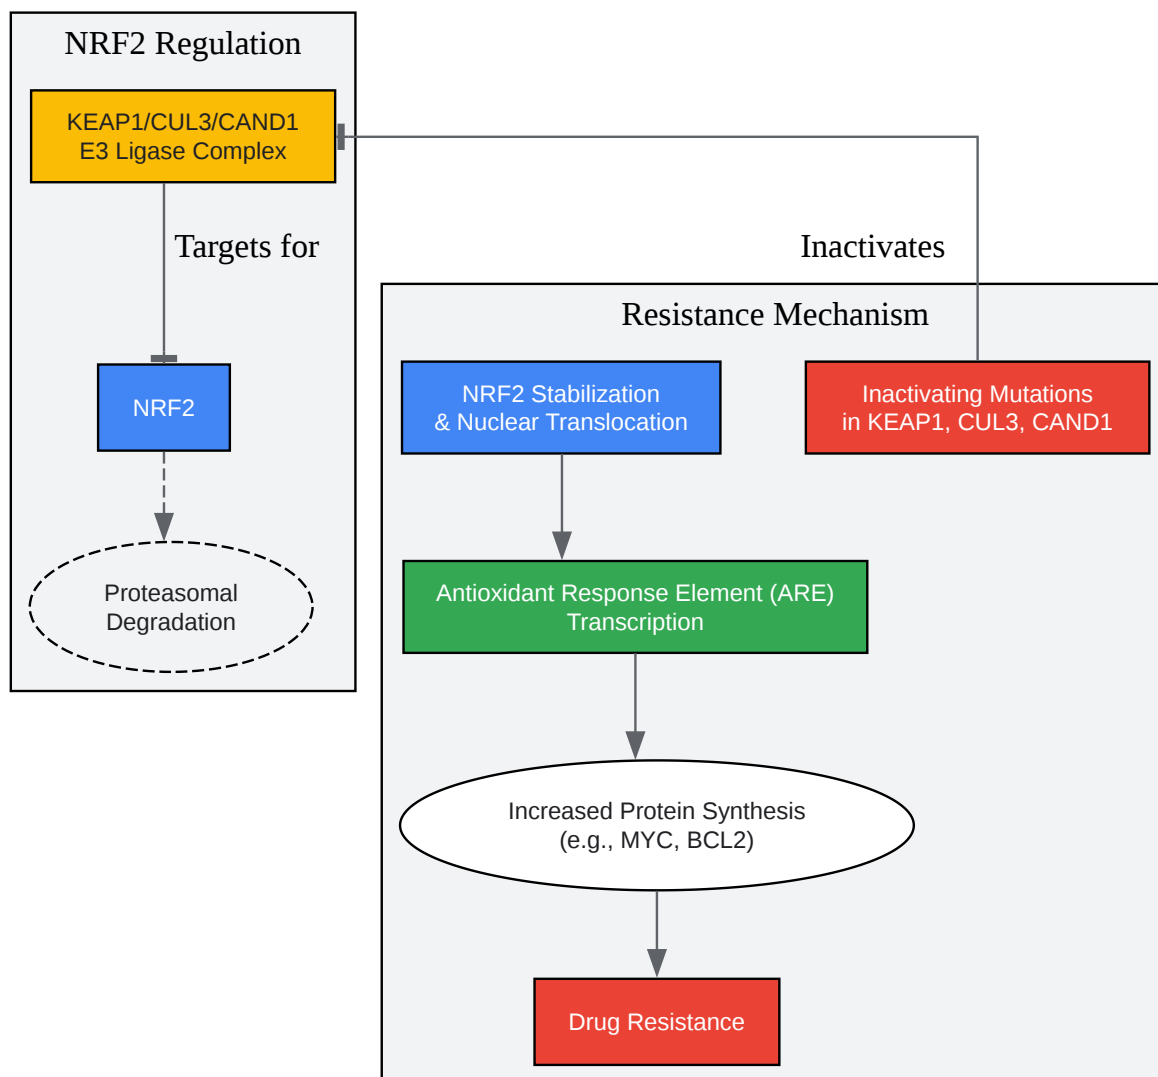 NRF2 Regulation
KEAP1/CUL3/CAND1
E3 Ligase Complex
Targets for
NRF2
Proteasomal
Degradation
Inactivates
Resistance Mechanism
NRF2 Stabilization
& Nuclear Translocation
Inactivating Mutations
in KEAP1, CUL3, CAND1
Antioxidant Response Element (ARE)
Transcription
Increased Protein Synthesis
(e.g., MYC, BCL2)
Drug Resistance